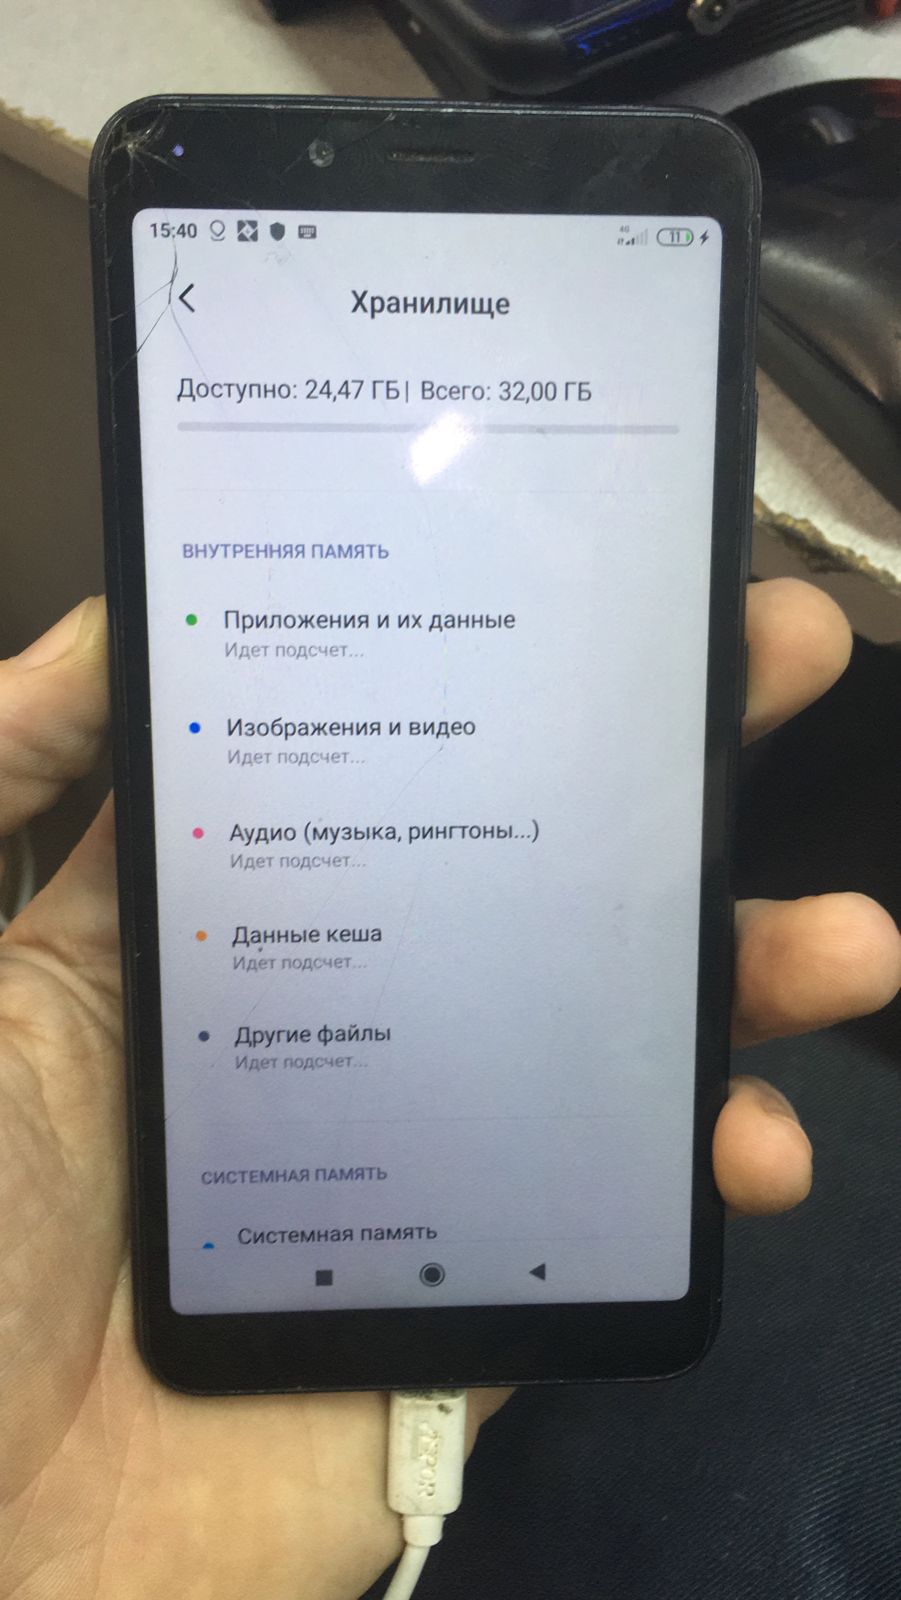 15:40
4G
11
Хранилище
Доступно: 24,47 ГБ| Всего: 32,00 ГБ
ВНУТРЕННЯЯ ПАМЯТЬ
Приложения и их данные
Идет подсчет...
Изображения и видео
Идет подсчет...
Аудио (музыка, рингтоны...)
Идет подсчет...
Данные кеша
Идет подсчет...
Другие файлы
Идет подсчет...
СИСТЕМНАЯ ПАМЯТЬ
Системная память